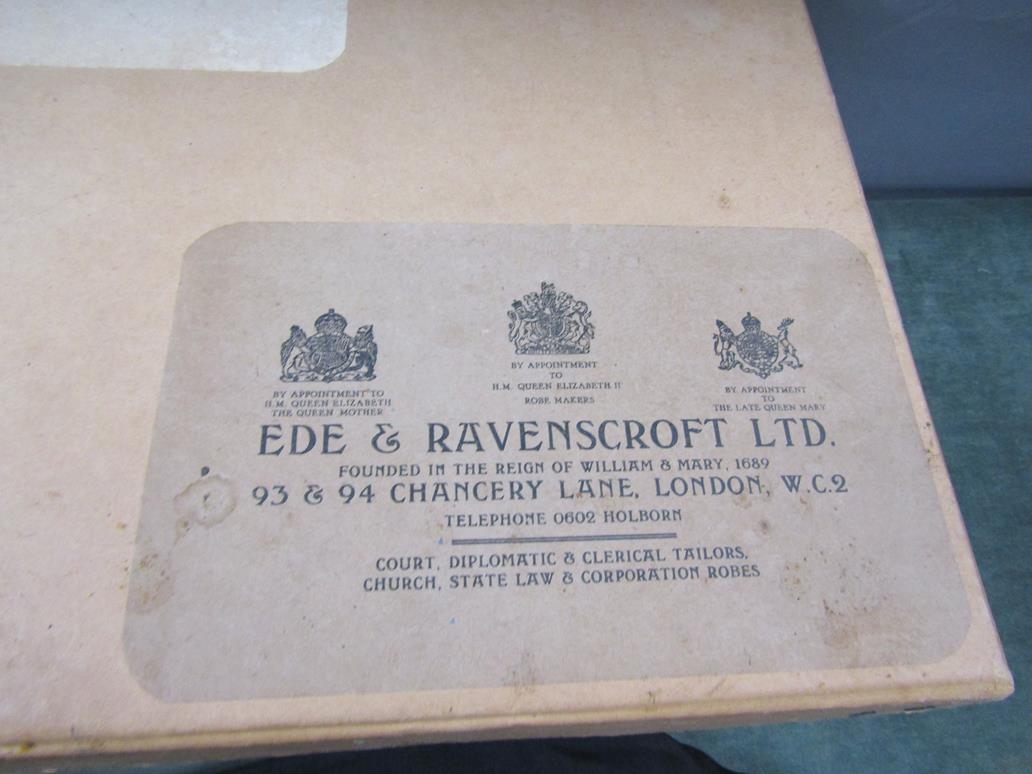 BY APPOINTMENT TO
H.M. QUEEN ELIZABETH
THE QUEEN MOTHER
BY APPOINTMENT
TO
H.M. QUEEN ELIZABETH II
ROBE MAKERS
BY APPOINTMENT
TO
THE LATE QUEEN MARY
EDE & RAVENSCROFT LTD.
FOUNDED IN THE REIGN OF WILLIAM & MARY, 1689
93 & 94 CHANCERY LANE, LONDON, W.C.2
TELEPHONE 0602 HOLBORN
COURT, DIPLOMATIC & CLERICAL TAILORS,
CHURCH, STATE LAW & CORPORATION ROBES